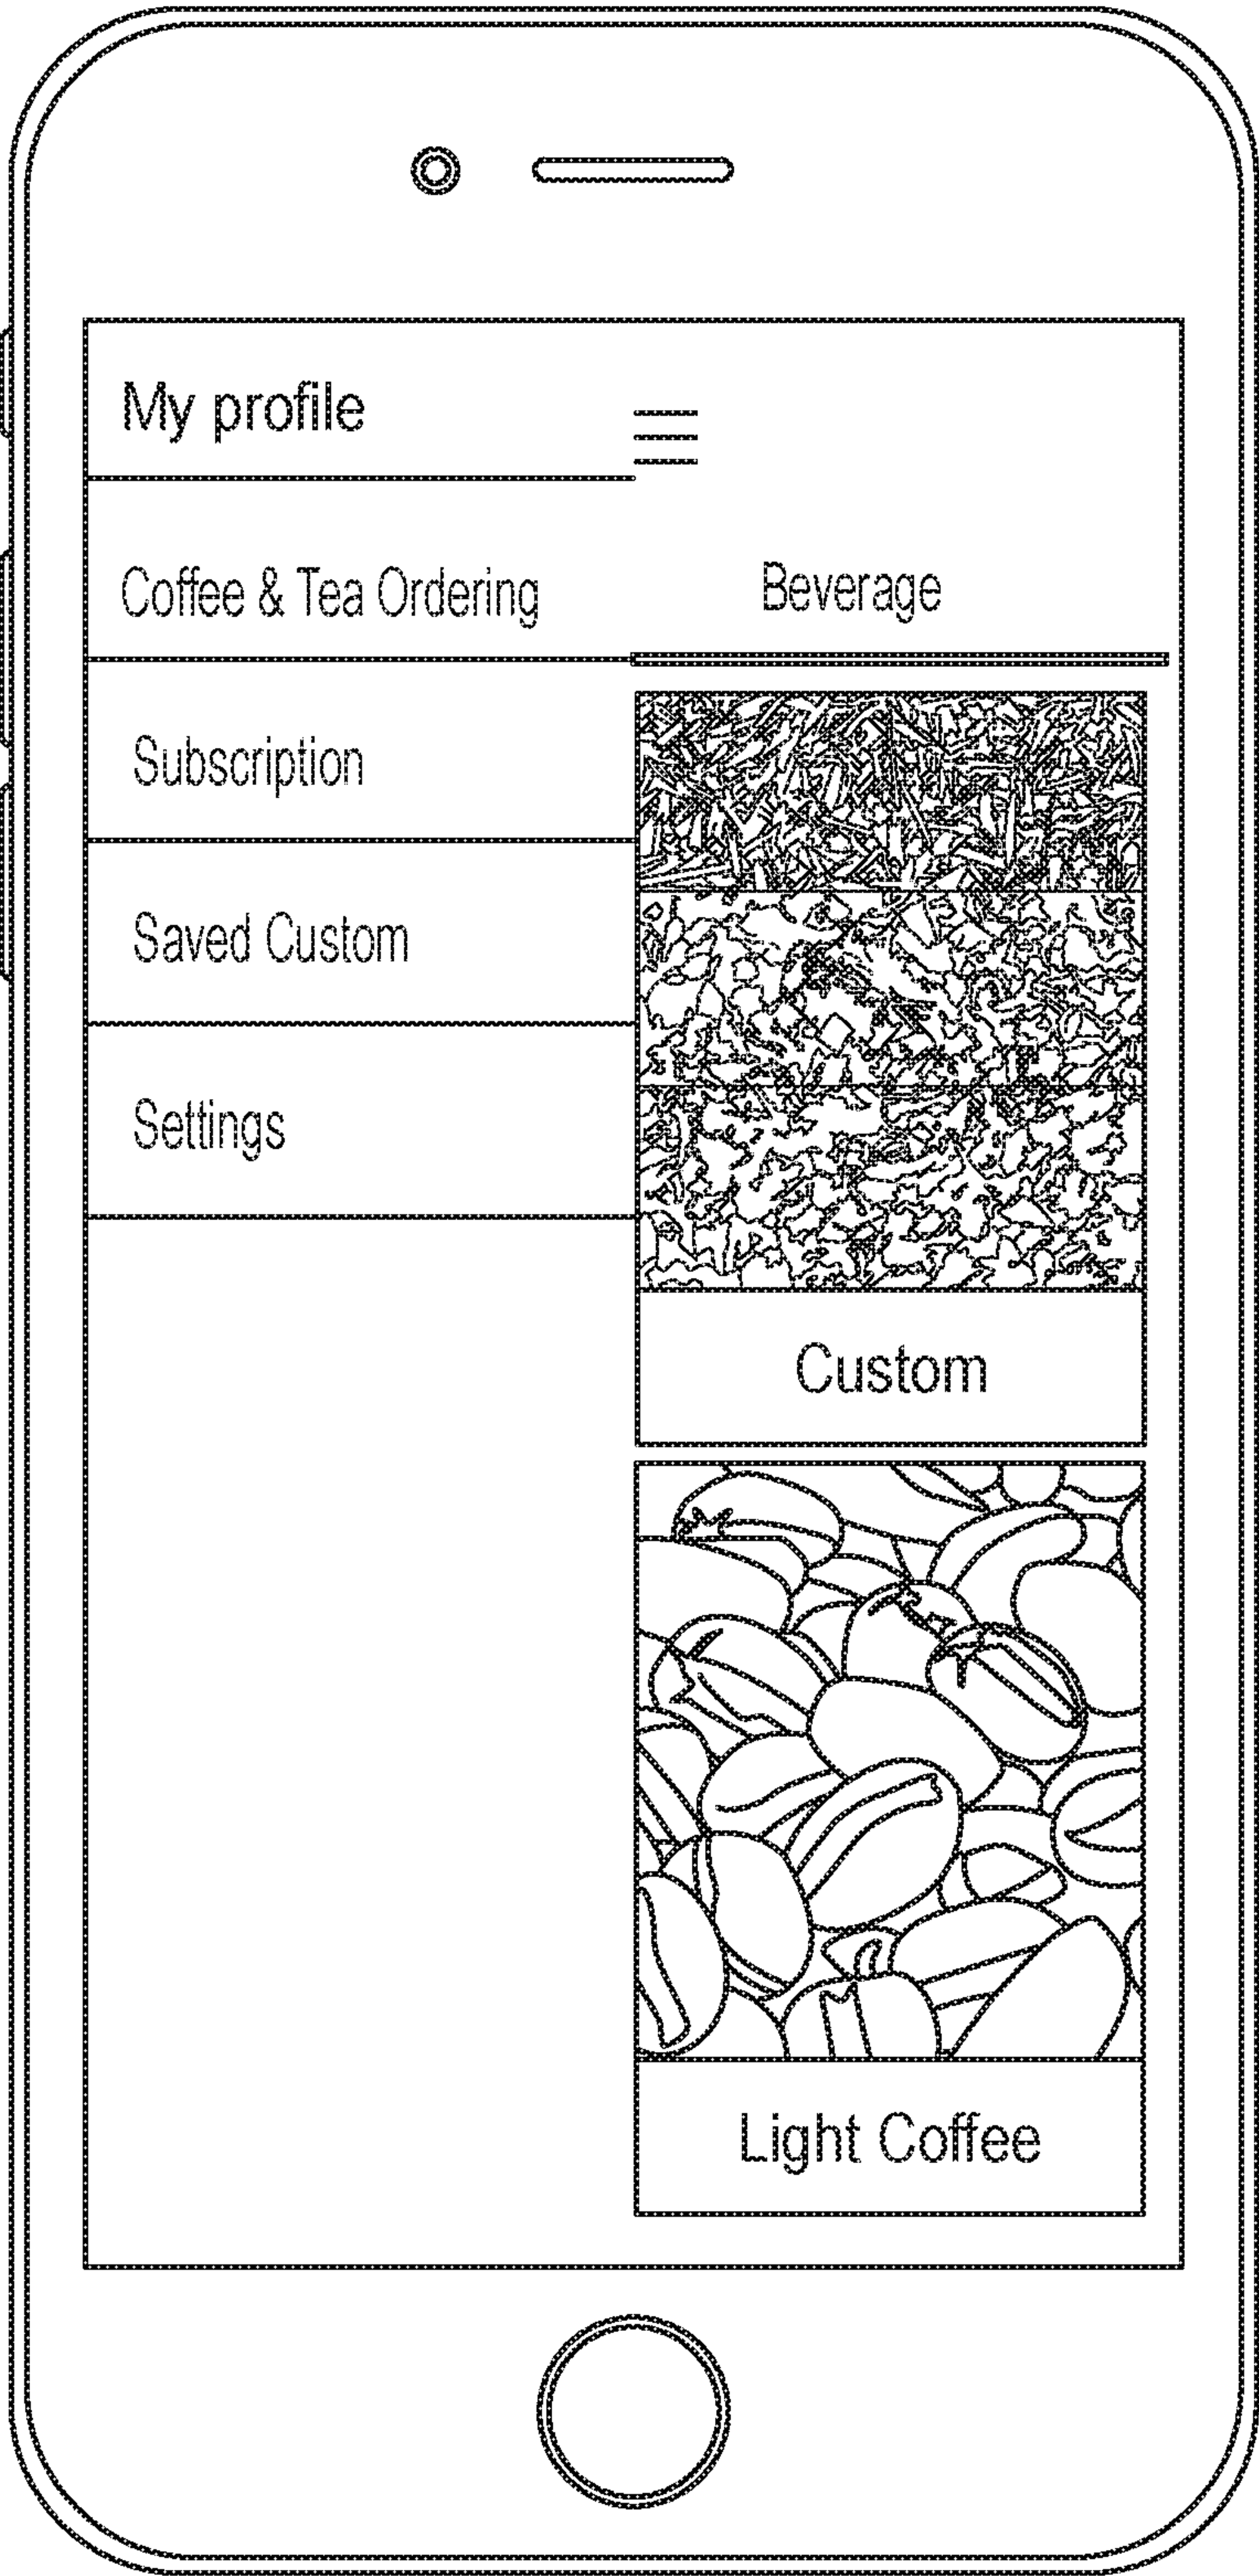 My profile
Coffee & Tea Ordering
Subscription
Saved Custom
Settings
Beverage
Custom
Light Coffee